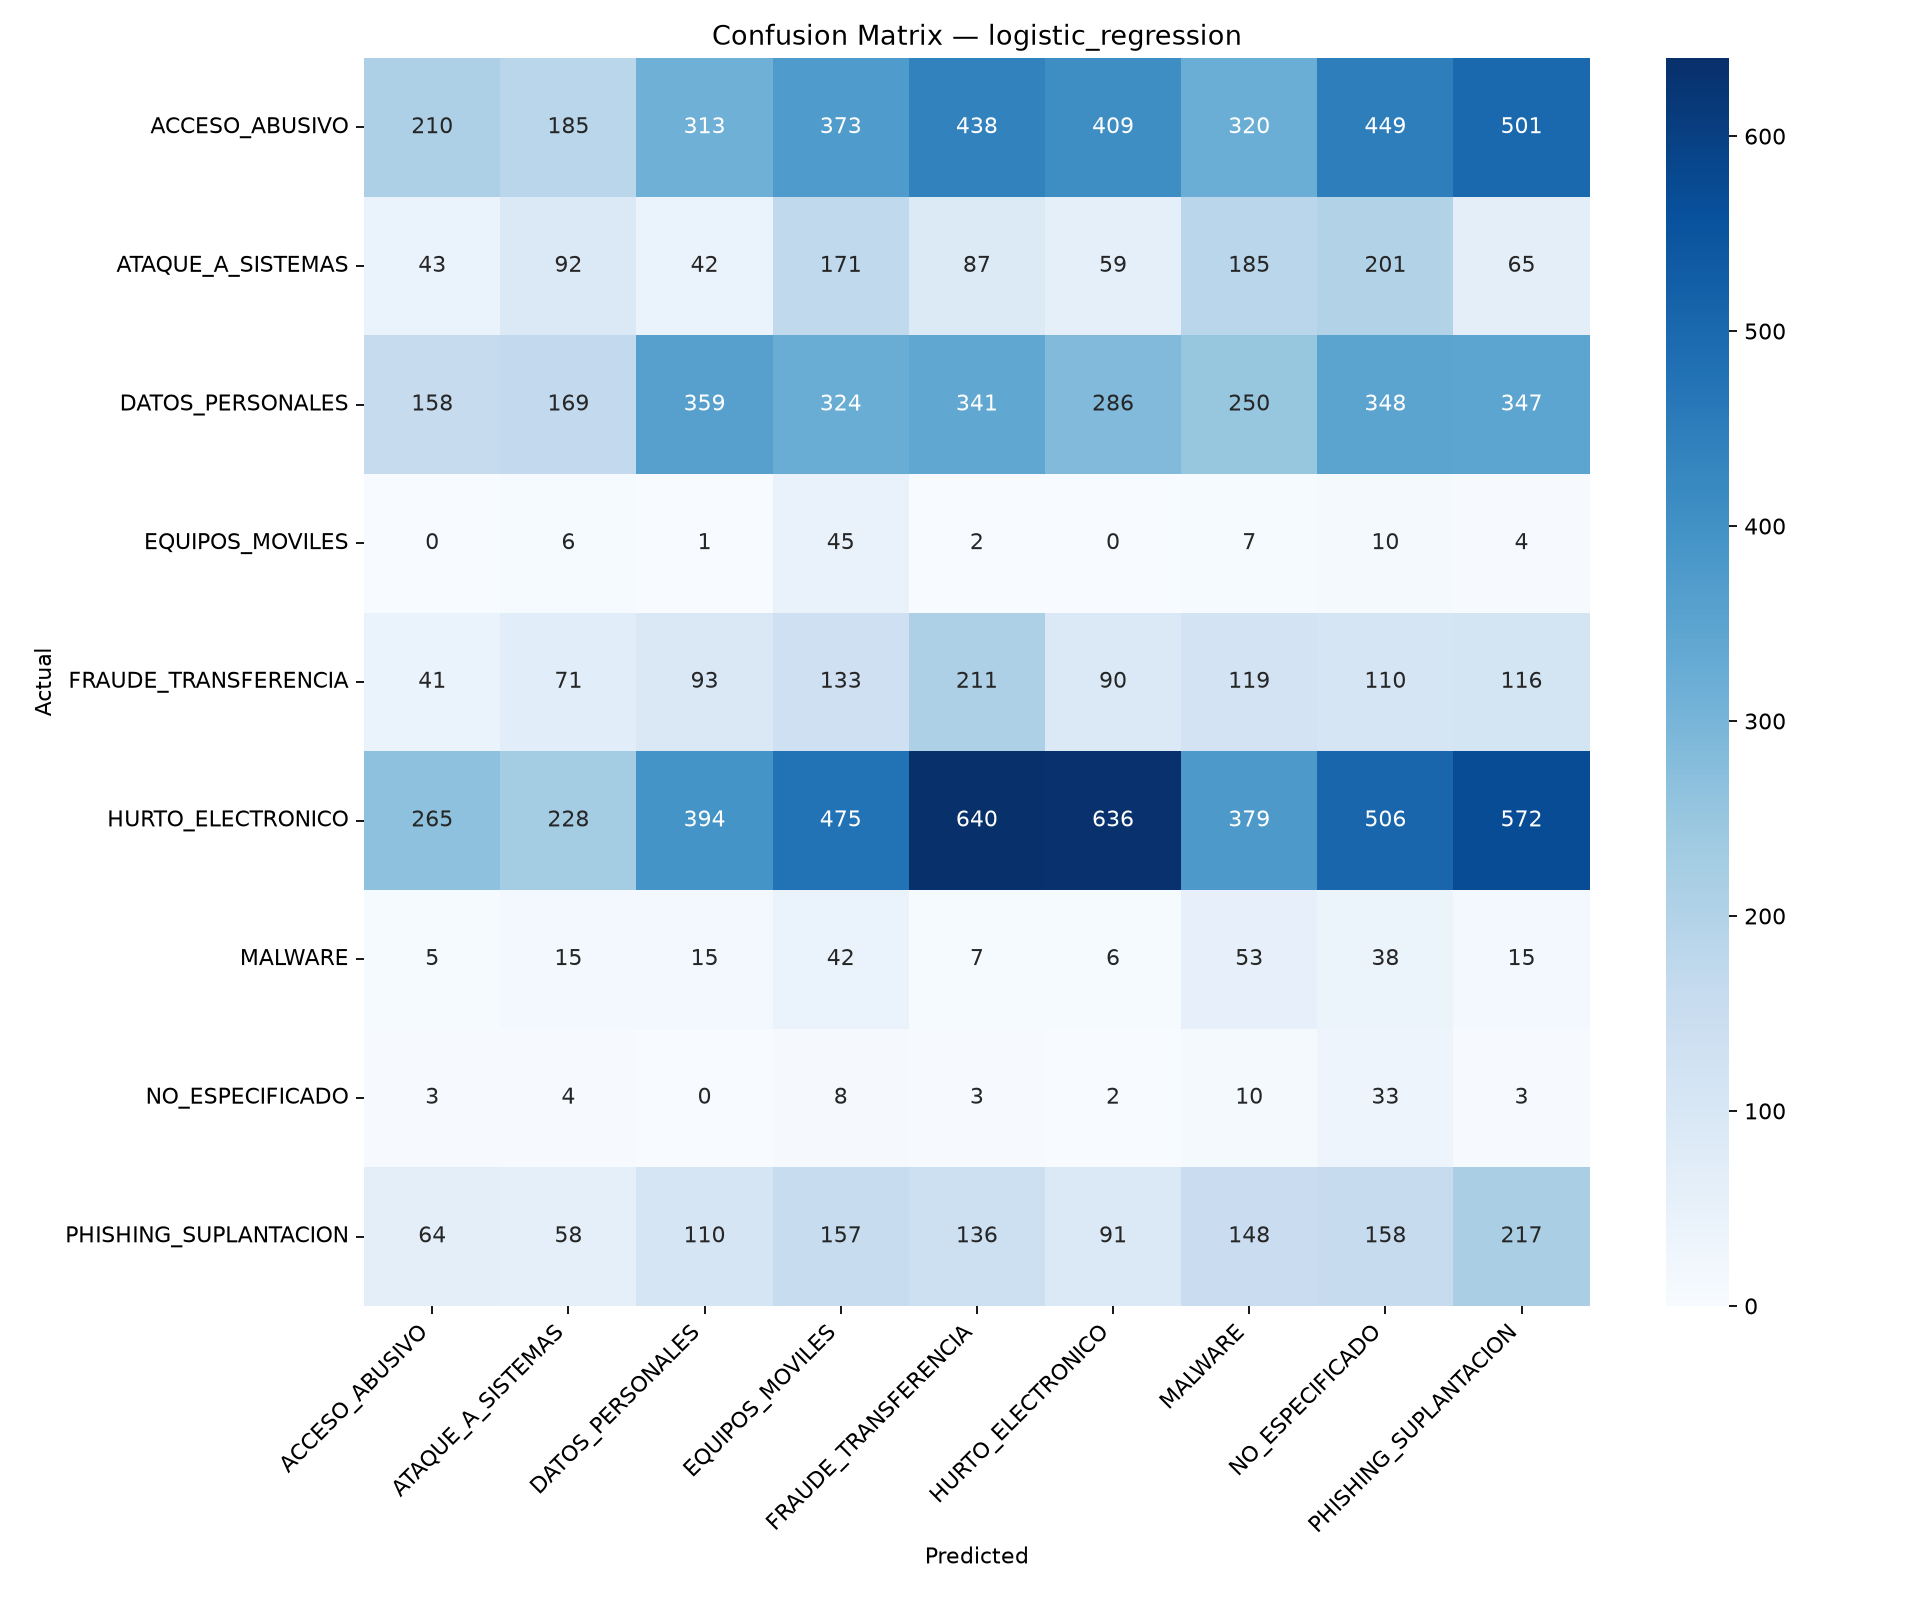 Confusion Matrix — logistic_regression
ACCESO_ABUSIVO 210 185 313 373 438 409 320 449 501
ATAQUE_A_SISTEMAS 43 92 42 171 87 59 185 201 65
DATOS_PERSONALES 158 169 359 324 341 286 250 348 347
EQUIPOS_MOVILES 0 6 1 45 2 0 7 10 4
FRAUDE_TRANSFERENCIA 41 71 93 133 211 90 119 110 116
HURTO_ELECTRONICO 265 228 394 475 640 636 379 506 572
MALWARE 5 15 15 42 7 6 53 38 15
NO_ESPECIFICADO 3 4 0 8 3 2 10 33 3
PHISHING_SUPLANTACION 64 58 110 157 136 91 148 158 217
Actual
ACCESO_ABUSIVO
ATAQUE_A_SISTEMAS
DATOS_PERSONALES
EQUIPOS_MOVILES
FRAUDE_TRANSFERENCIA
HURTO_ELECTRONICO
MALWARE
NO_ESPECIFICADO
PHISHING_SUPLANTACION
Predicted
600
500
400
300
200
100
0